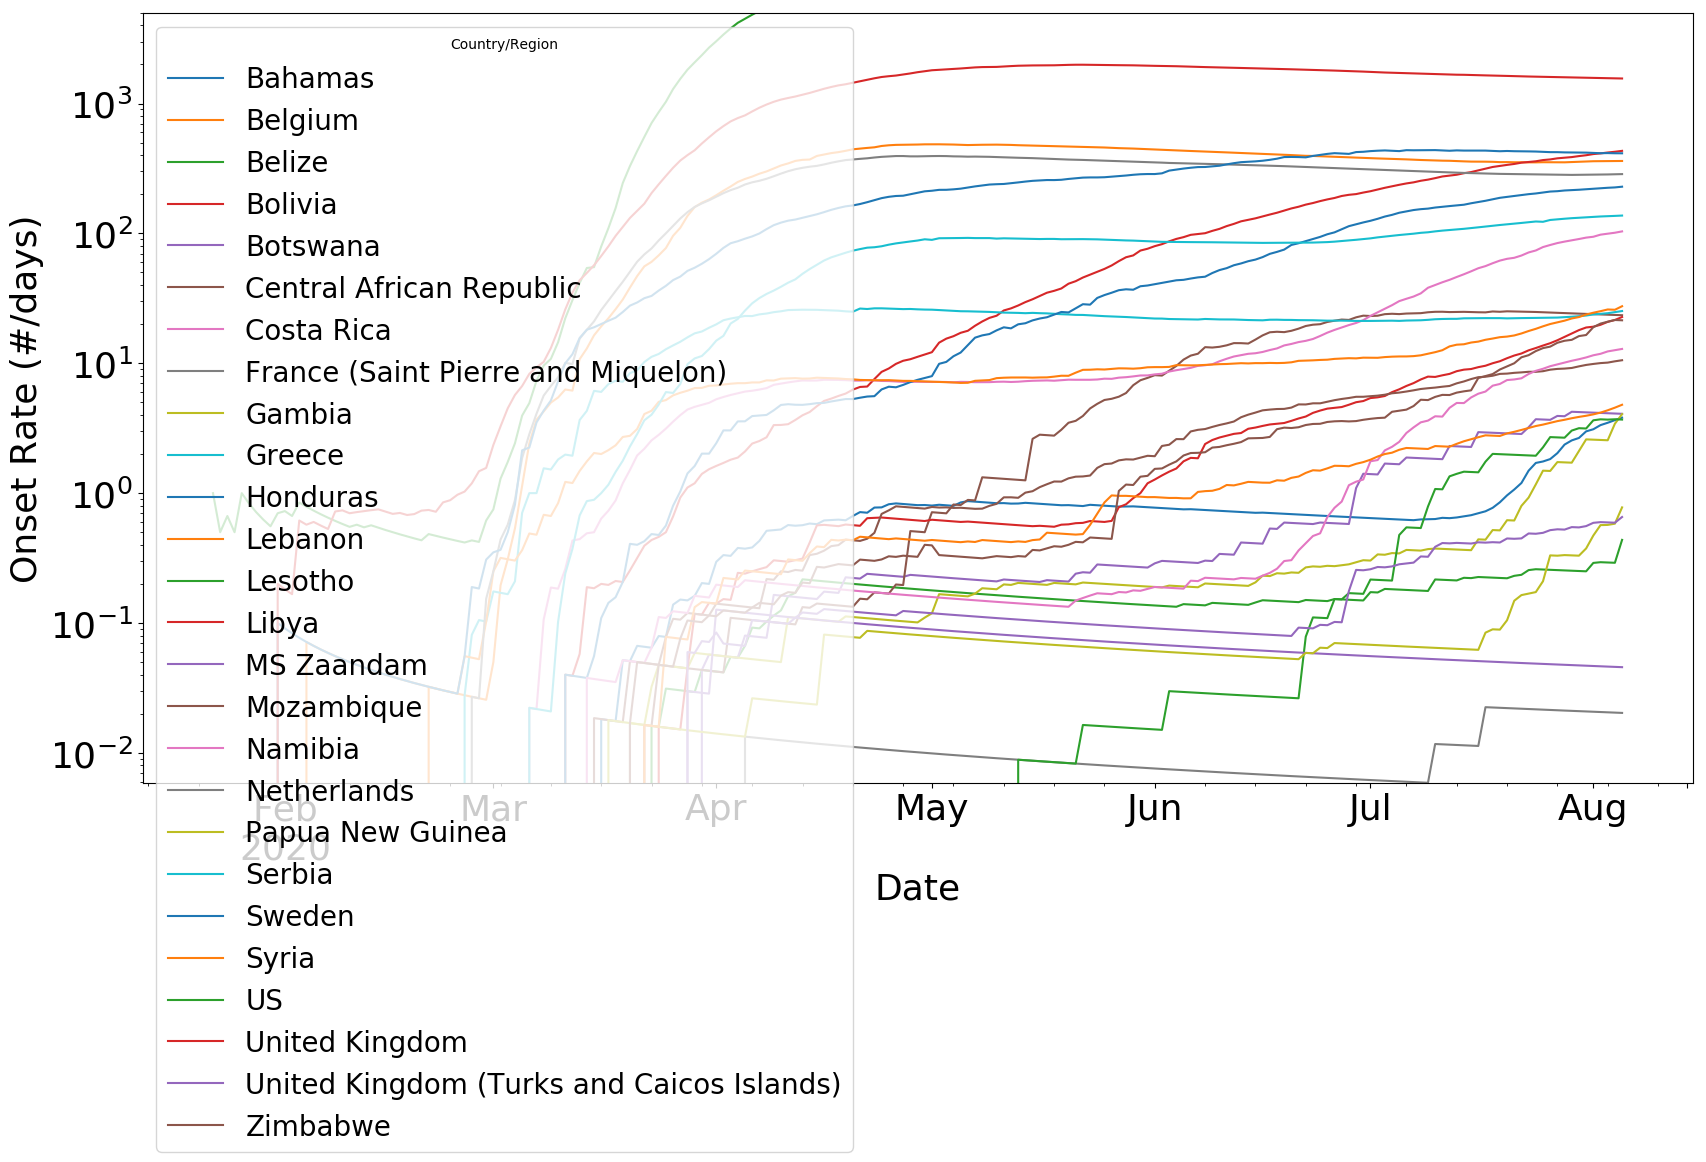 Country/Region
Bahamas
Belgium
Belize
Bolivia
Botswana
Central African Republic
Costa Rica
France (Saint Pierre and Miquelon)
Gambia
Greece
Honduras
Lebanon
Lesotho
Libya
MS Zaandam
Mozambique
Namibia
Netherlands
Papua New Guinea
Serbia
Sweden
Syria
US
United Kingdom
United Kingdom (Turks and Caicos Islands)
Zimbabwe
Onset Rate (#/days)
10³
10²
10¹
10⁰
10⁻¹
10⁻²
Feb Mar Apr May Jun Jul Aug
2020
Date